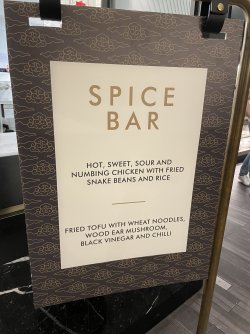 SPICE
BAR
HOT, SWEET, SOUR AND
NUMBING CHICKEN WITH FRIED
SNAKE BEANS AND RICE
FRIED TOFU WITH WHEAT NOODLES,
WOOD EAR MUSHROOM,
BLACK VINEGAR AND CHILLI